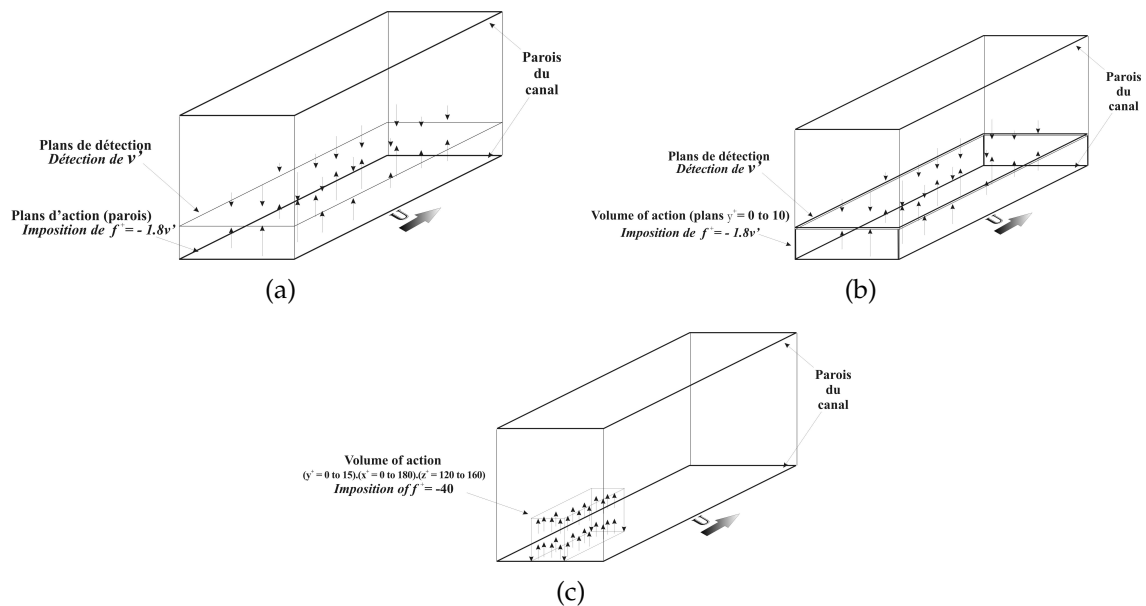 Parois
du
canal
Plans de détection
Détection de v'
Plans d'action (parois)
Imposition de f⁺= - 1.8v'
U
(a)
Parois
du
canal
Plans de détection
Détection de v'
Volume of action (plans y⁺= 0 to 10)
Imposition de f⁺= - 1.8v'
U
(b)
Parois
du
canal
Volume of action
(y⁺ = 0 to 15).(x⁺ = 0 to 180).(z⁺ = 120 to 160)
Imposition of f⁺= -40
U
(c)